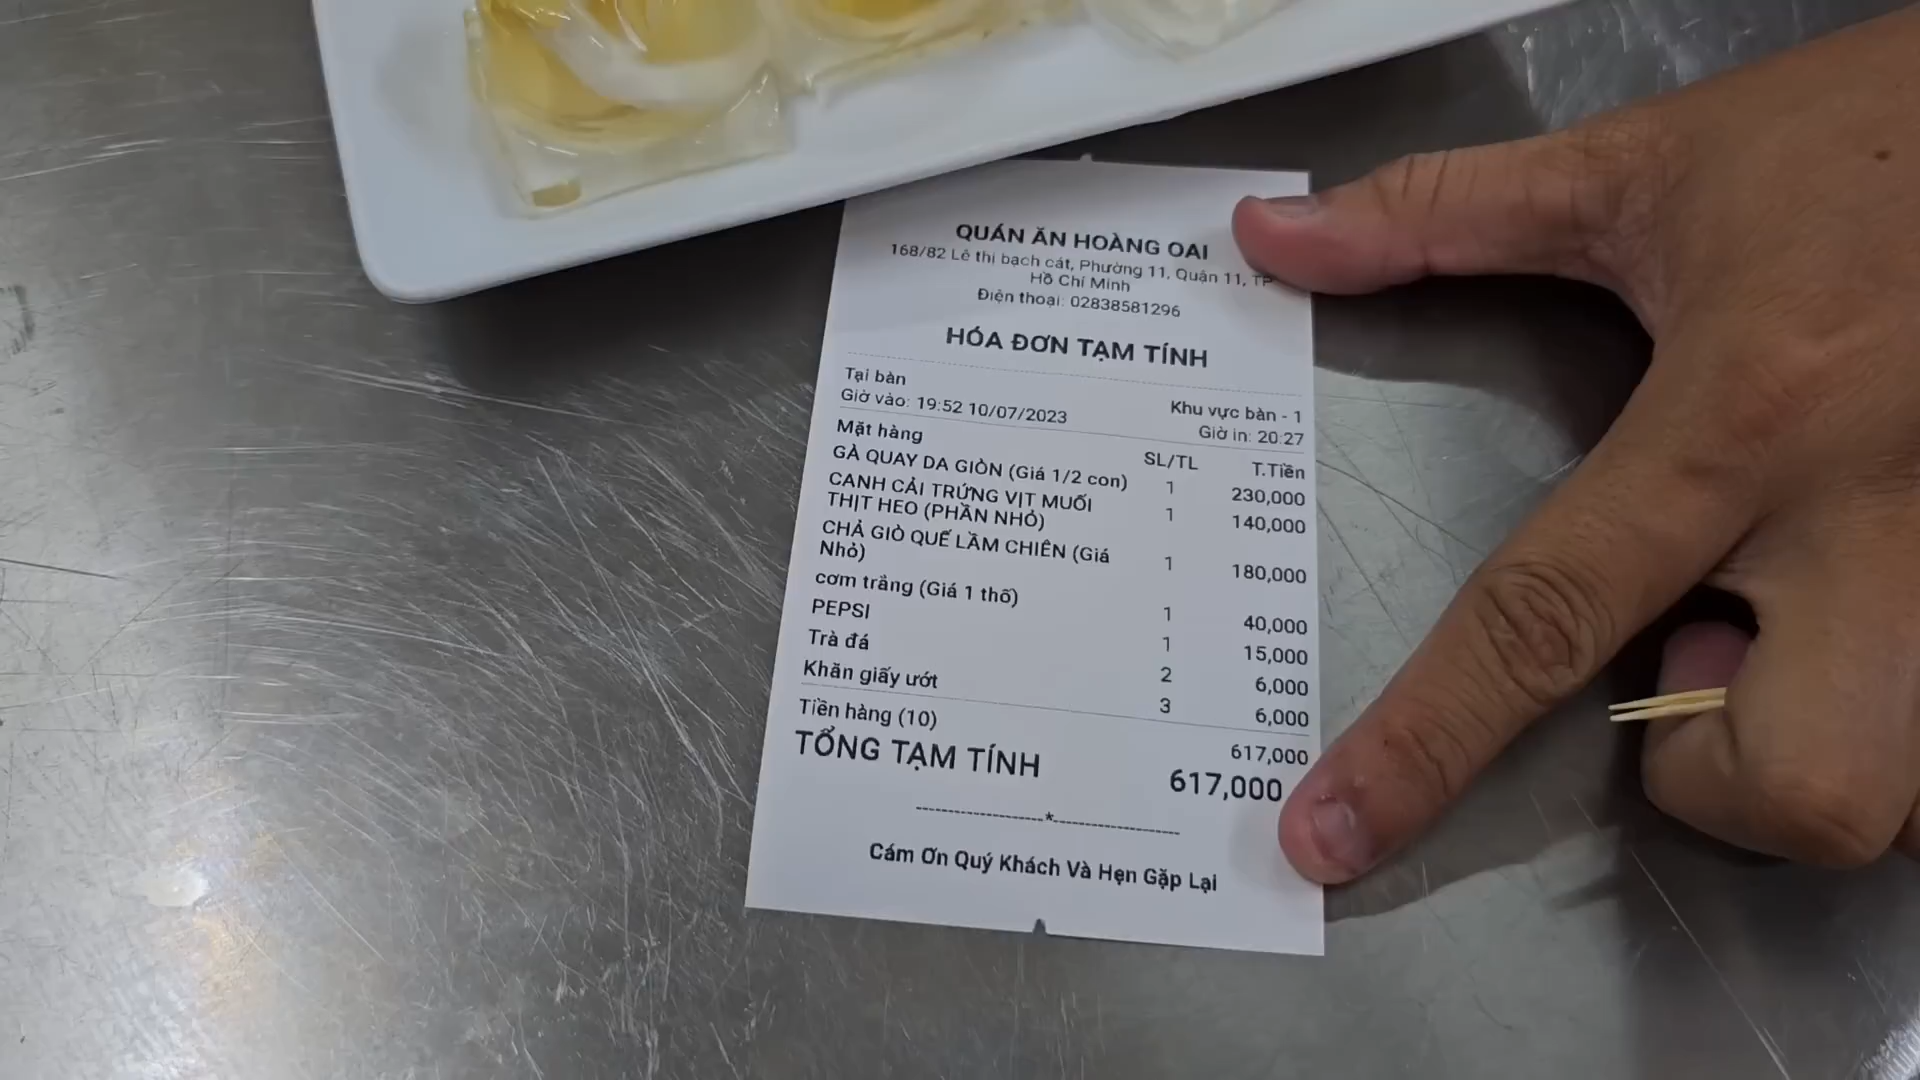 QUÁN ĂN HOÀNG OAI
168/82 Lê thị bạch cát, Phường 11, Quận 11, TP
Hồ Chí Minh
Điện thoại: 02838581296
HÓA ĐƠN TẠM TÍNH
Tại bàn Khu vực bàn - 1
Giờ vào: 19:52 10/07/2023 Giờ in: 20:27
Mặt hàng SL/TL T.Tiền
GÀ QUAY DA GIÒN (Giá 1/2 con) 1 230,000
CANH CẢI TRỨNG VỊT MUỐI 1 140,000
THỊT HEO (PHẦN NHỎ)
CHẢ GIÒ QUẾ LẦM CHIÊN (Giá 1 180,000
Nhỏ)
cơm trắng (Giá 1 thố) 1 40,000
PEPSI 1 15,000
Trà đá 2 6,000
Khăn giấy ướt 3 6,000
Tiền hàng (10) 617,000
TỔNG TẠM TÍNH 617,000
--------------------*--------------------
Cám Ơn Quý Khách Và Hẹn Gặp Lại